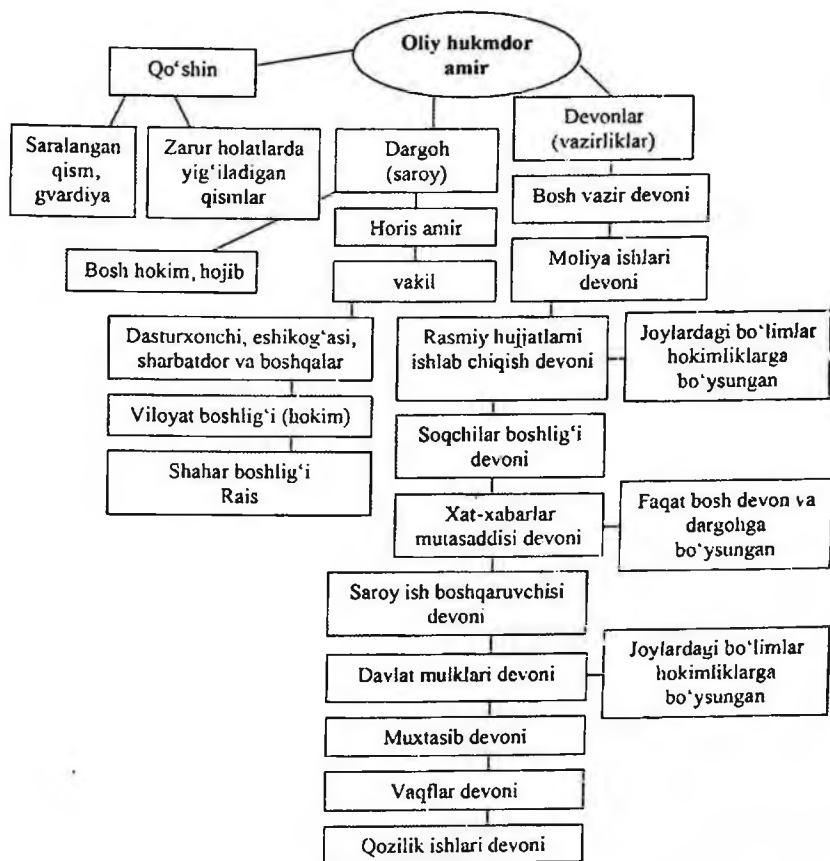 Oliy hukmdor
amir
Qo‘shin
Devonlar
(vazirliklar)
Saralangan
qism,
gvardiya
Zarur holatlarda
yig‘iladigan
qismlar
Dargoh
(saroy)
Bosh vazir devoni
Horis amir
Bosh hokim, hojib
Moliya ishlari
devoni
vakil
Dasturxonchi, eshikog‘asi,
sharbatdor va boshqalar
Rasmiy hujjatlarni
ishlab chiqish devoni
Joylardagi bo‘limlar
hokimliklarga
bo‘ysungan
Viloyat boshlig‘i (hokim)
Soqchilar boshlig‘i
devoni
Shahar boshlig‘i
Rais
Xat-xabarlar
mutasaddisi devoni
Faqat bosh devon va
dargohga
bo‘ysungan
Saroy ish boshqaruvchisi
devoni
Davlat mulklari devoni
Joylardagi bo‘limlar
hokimliklarga
bo‘ysungan
Muxtasib devoni
Vaqflar devoni
Qozilik ishlari devoni